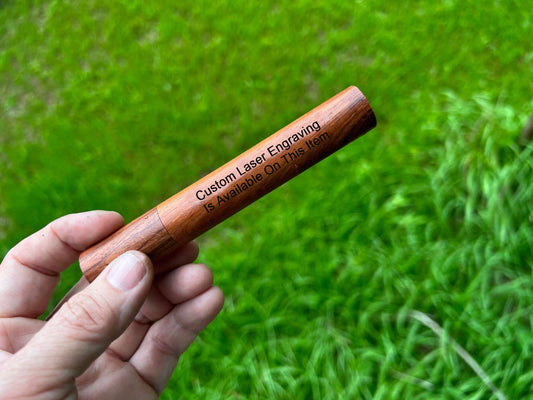 Custom Laser Engraving
Is Available On This Item